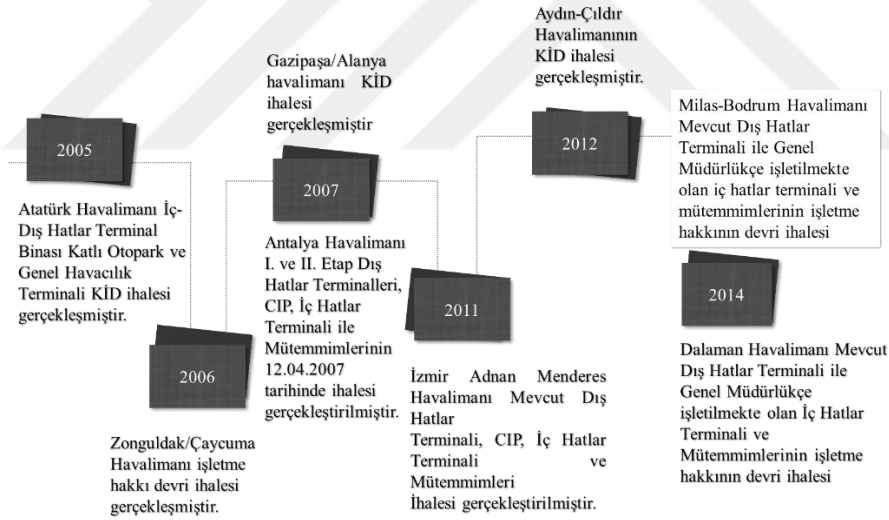 2005
Atatürk Havalimanı İç-
Dış Hatlar Terminal
Binası Katlı Otopark ve
Genel Havacılık
Terminali KİD ihalesi
gerçekleşmiştir.
2006
Zonguldak/Çaycuma
Havalimanı işletme
hakkı devri ihalesi
gerçekleşmiştir.
Gazipaşa/Alanya
havalimanı KİD
ihalesi
gerçekleşmiştir
2007
Antalya Havalimanı
I. ve II. Etap Dış
Hatlar Terminalleri,
CIP, İç Hatlar
Terminali ile
Mütemmimlerinin
12.04.2007
tarihinde ihalesi
gerçekleştirilmiştir.
2011
İzmir Adnan Menderes
Havalimanı Mevcut Dış
Hatlar
Terminali, CIP, İç Hatlar
Terminali ve
Mütemmimleri
İhalesi gerçekleştirilmiştir.
Aydın-Çıldır
Havalimanının
KİD ihalesi
gerçekleşmiştir.
2012
Milas-Bodrum Havalimanı
Mevcut Dış Hatlar
Terminali ile Genel
Müdürlükçe işletilmekte
olan iç hatlar terminali ve
mütemmimlerinin işletme
hakkının devri ihalesi
2014
Dalaman Havalimanı Mevcut
Dış Hatlar Terminali ile
Genel Müdürlükçe
işletilmekte olan İç Hatlar
Terminali ve
Mütemmimlerinin işletme
hakkının devri ihalesi